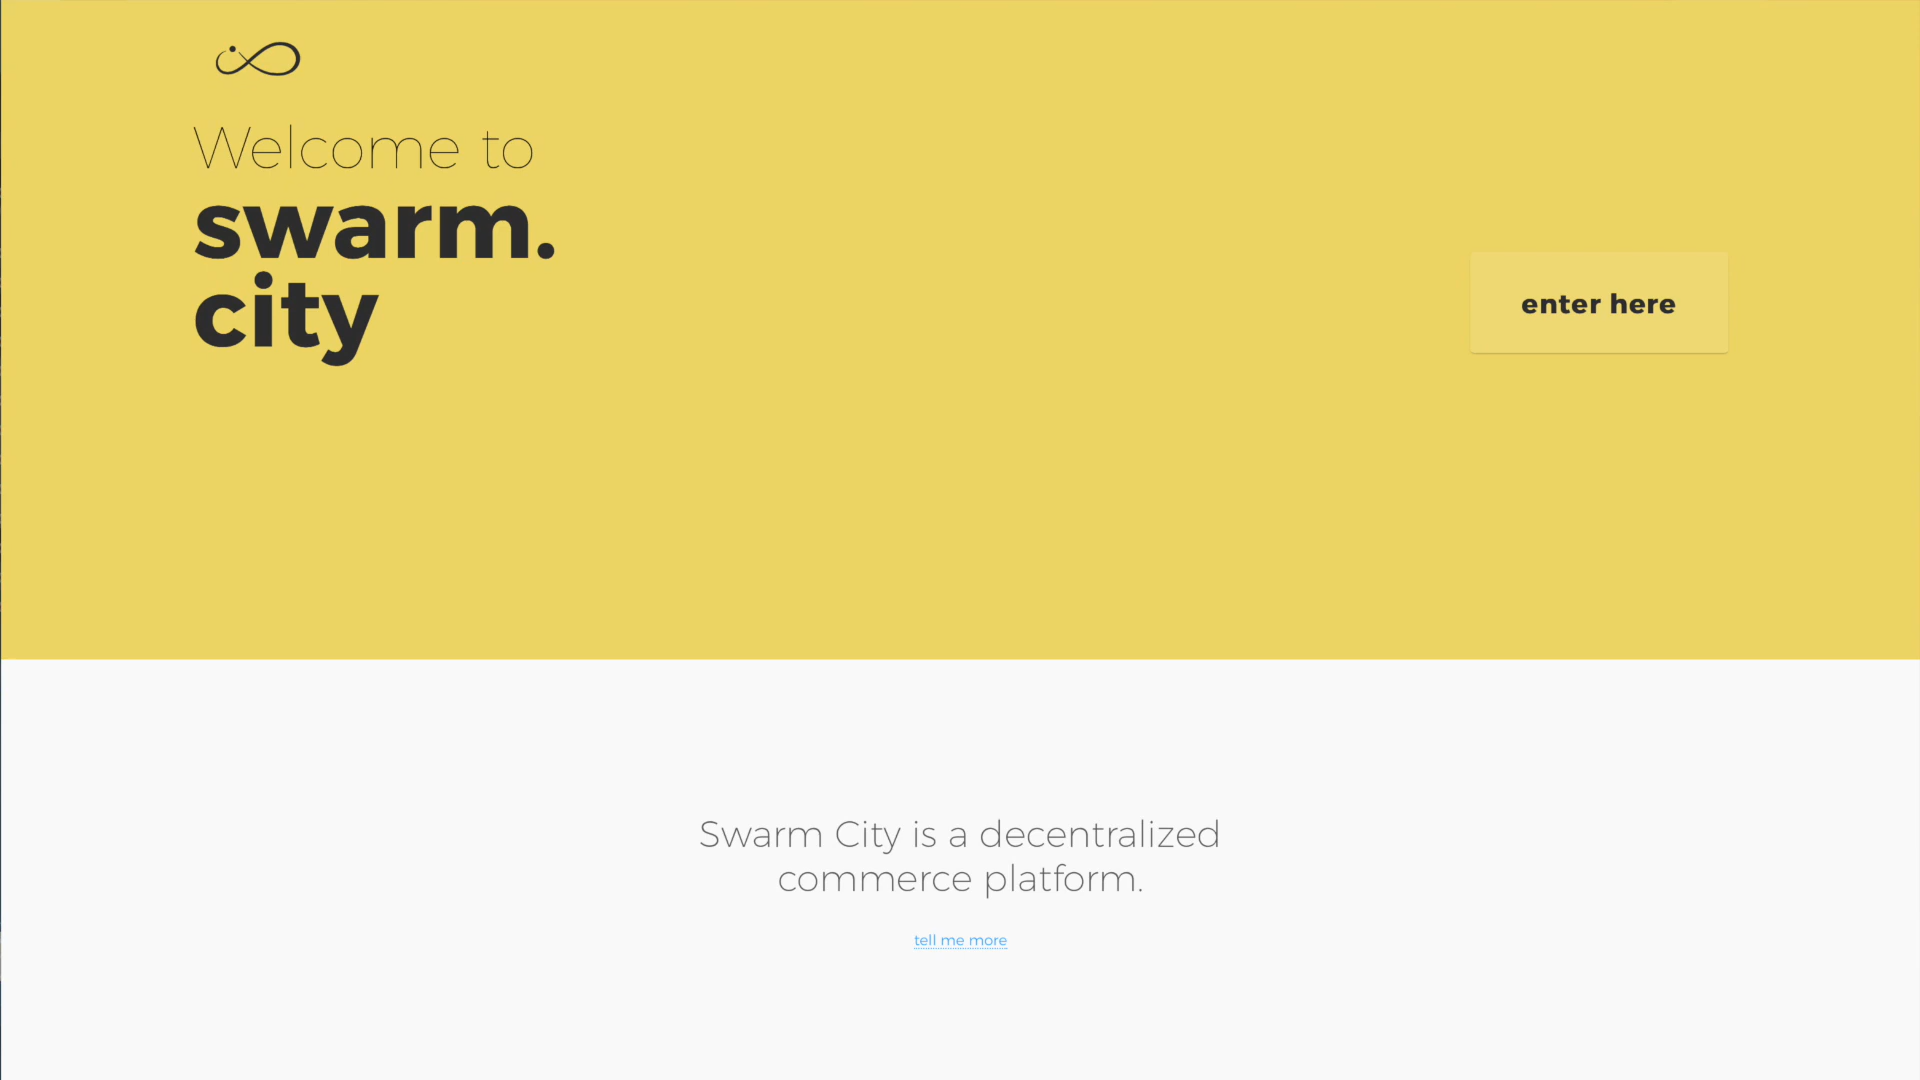 Welcome to
swarm.
city
enter here
Swarm City is a decentralized
commerce platform.
tell me more